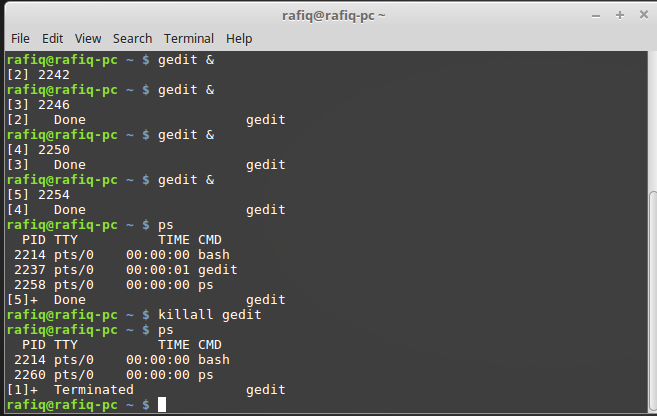 rafiq@rafiq-pc ~
File Edit View Search Terminal Help
rafiq@rafiq-pc ~ $ gedit &
[2] 2242
rafiq@rafiq-pc ~ $ gedit &
[3] 2246
[2]   Done                    gedit
rafiq@rafiq-pc ~ $ gedit &
[4] 2250
[3]   Done                    gedit
rafiq@rafiq-pc ~ $ gedit &
[5] 2254
[4]   Done                    gedit
rafiq@rafiq-pc ~ $ ps
  PID TTY          TIME CMD
 2214 pts/0    00:00:00 bash
 2237 pts/0    00:00:01 gedit
 2258 pts/0    00:00:00 ps
[5]+  Done                    gedit
rafiq@rafiq-pc ~ $ killall gedit
rafiq@rafiq-pc ~ $ ps
  PID TTY          TIME CMD
 2214 pts/0    00:00:00 bash
 2260 pts/0    00:00:00 ps
[1]+  Terminated              gedit
rafiq@rafiq-pc ~ $